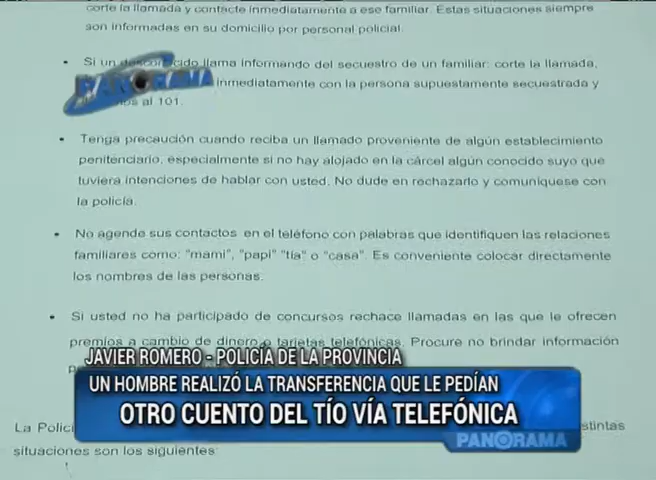 corte la llamada y contacte inmediatamente a ese familiar. Estas situaciones siempre
son informadas en su domicilio por personal policial.
• Si un desconocido llama informando del secuestro de un familiar: corte la llamada,
inmediatamente con la persona supuestamente secuestrada y
al 101.
PANORAMA
• Tenga precaución cuando reciba un llamado proveniente de algún establecimiento
penitenciario, especialmente si no hay alojado en la cárcel algún conocido suyo que
tuviera intenciones de hablar con usted. No dude en rechazarlo y comuníquese con
la policía.
• No agende sus contactos en el teléfono con palabras que identifiquen las relaciones
familiares como: "mami", "papi" "tía" o "casa". Es conveniente colocar directamente
los nombres de las personas.
• Si usted no ha participado de concursos rechace llamadas en las que le ofrecen
premios a cambio de dinero o tarjetas telefónicas. Procure no brindar información
JAVIER ROMERO - POLICÍA DE LA PROVINCIA
UN HOMBRE REALIZÓ LA TRANSFERENCIA QUE LE PEDÍAN
OTRO CUENTO DEL TÍO VÍA TELEFÓNICA
PANORAMA
La
situaciones son los siguientes: